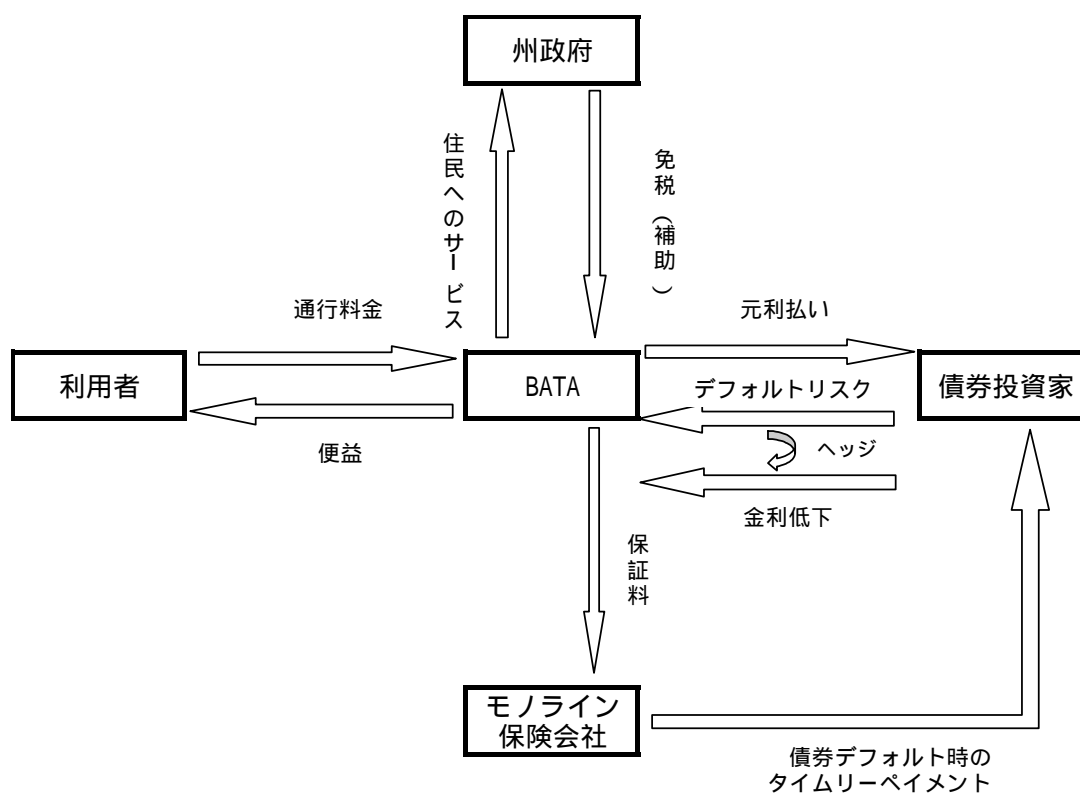 州政府
住民へのサービス
免税（補助）
通行料金
元利払い
利用者
BATA
デフォルトリスク
債券投資家
ヘッジ
便益
金利低下
保証料
モノライン
保険会社
債券デフォルト時の
タイムリーペイメント